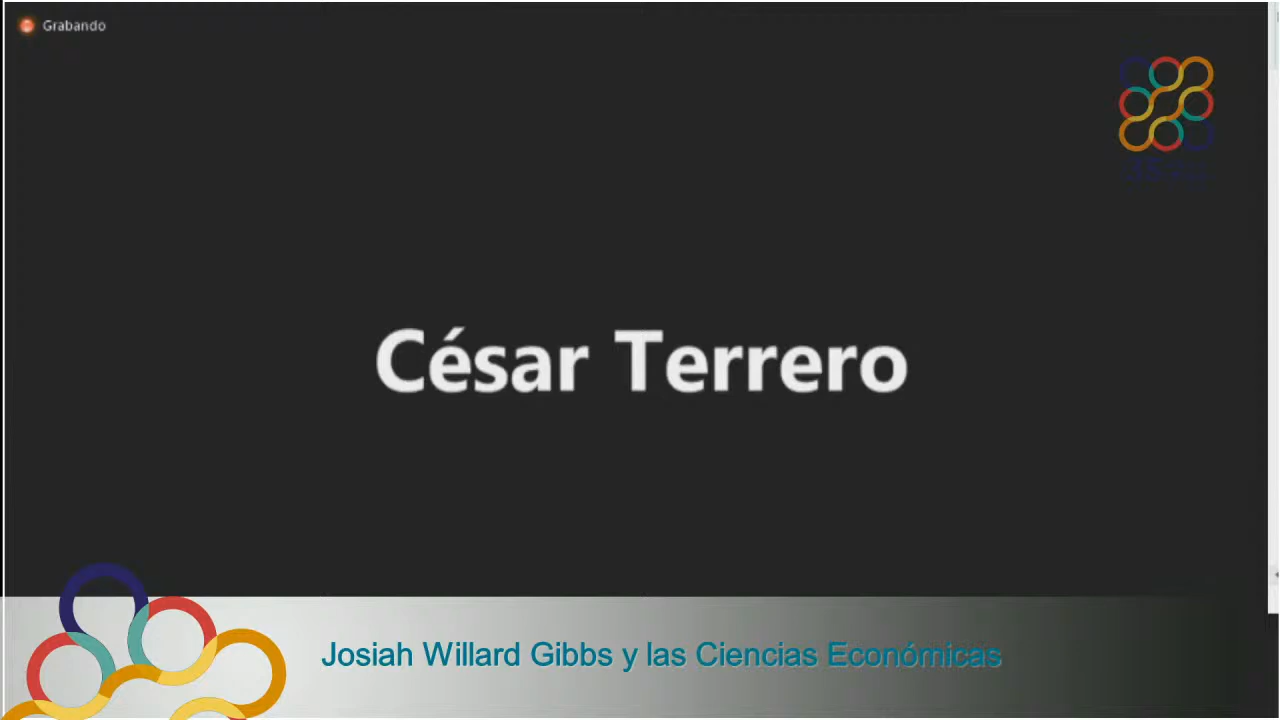 Grabando
César Terrero
Josiah Willard Gibbs y las Ciencias Económicas